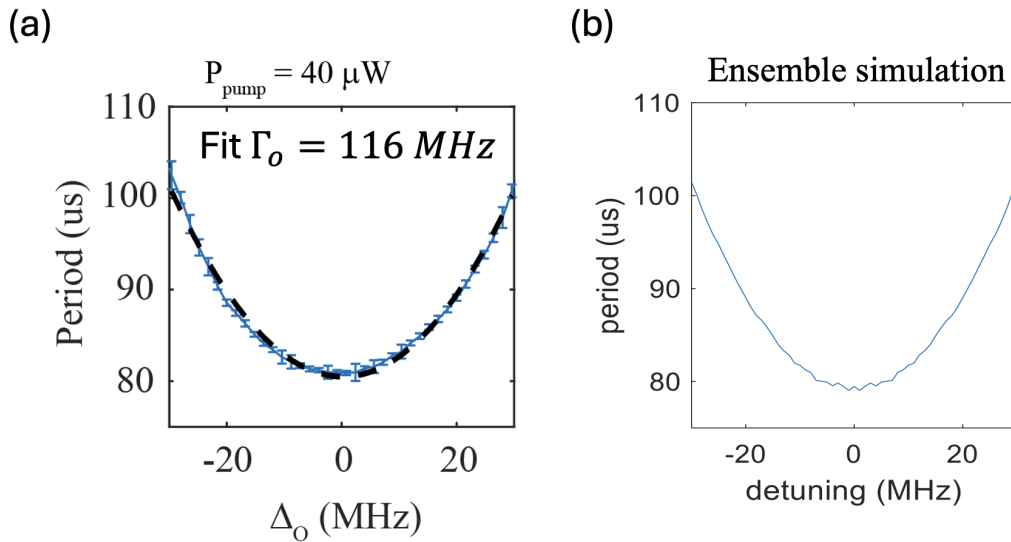 (a)
P_pump = 40 μW
Fit Γₒ = 116 MHz
110
100
90
80
Period (us)
-20 0 20
Δ_O (MHz)
(b)
Ensemble simulation
110
100
90
80
period (us)
-20 0 20
detuning (MHz)